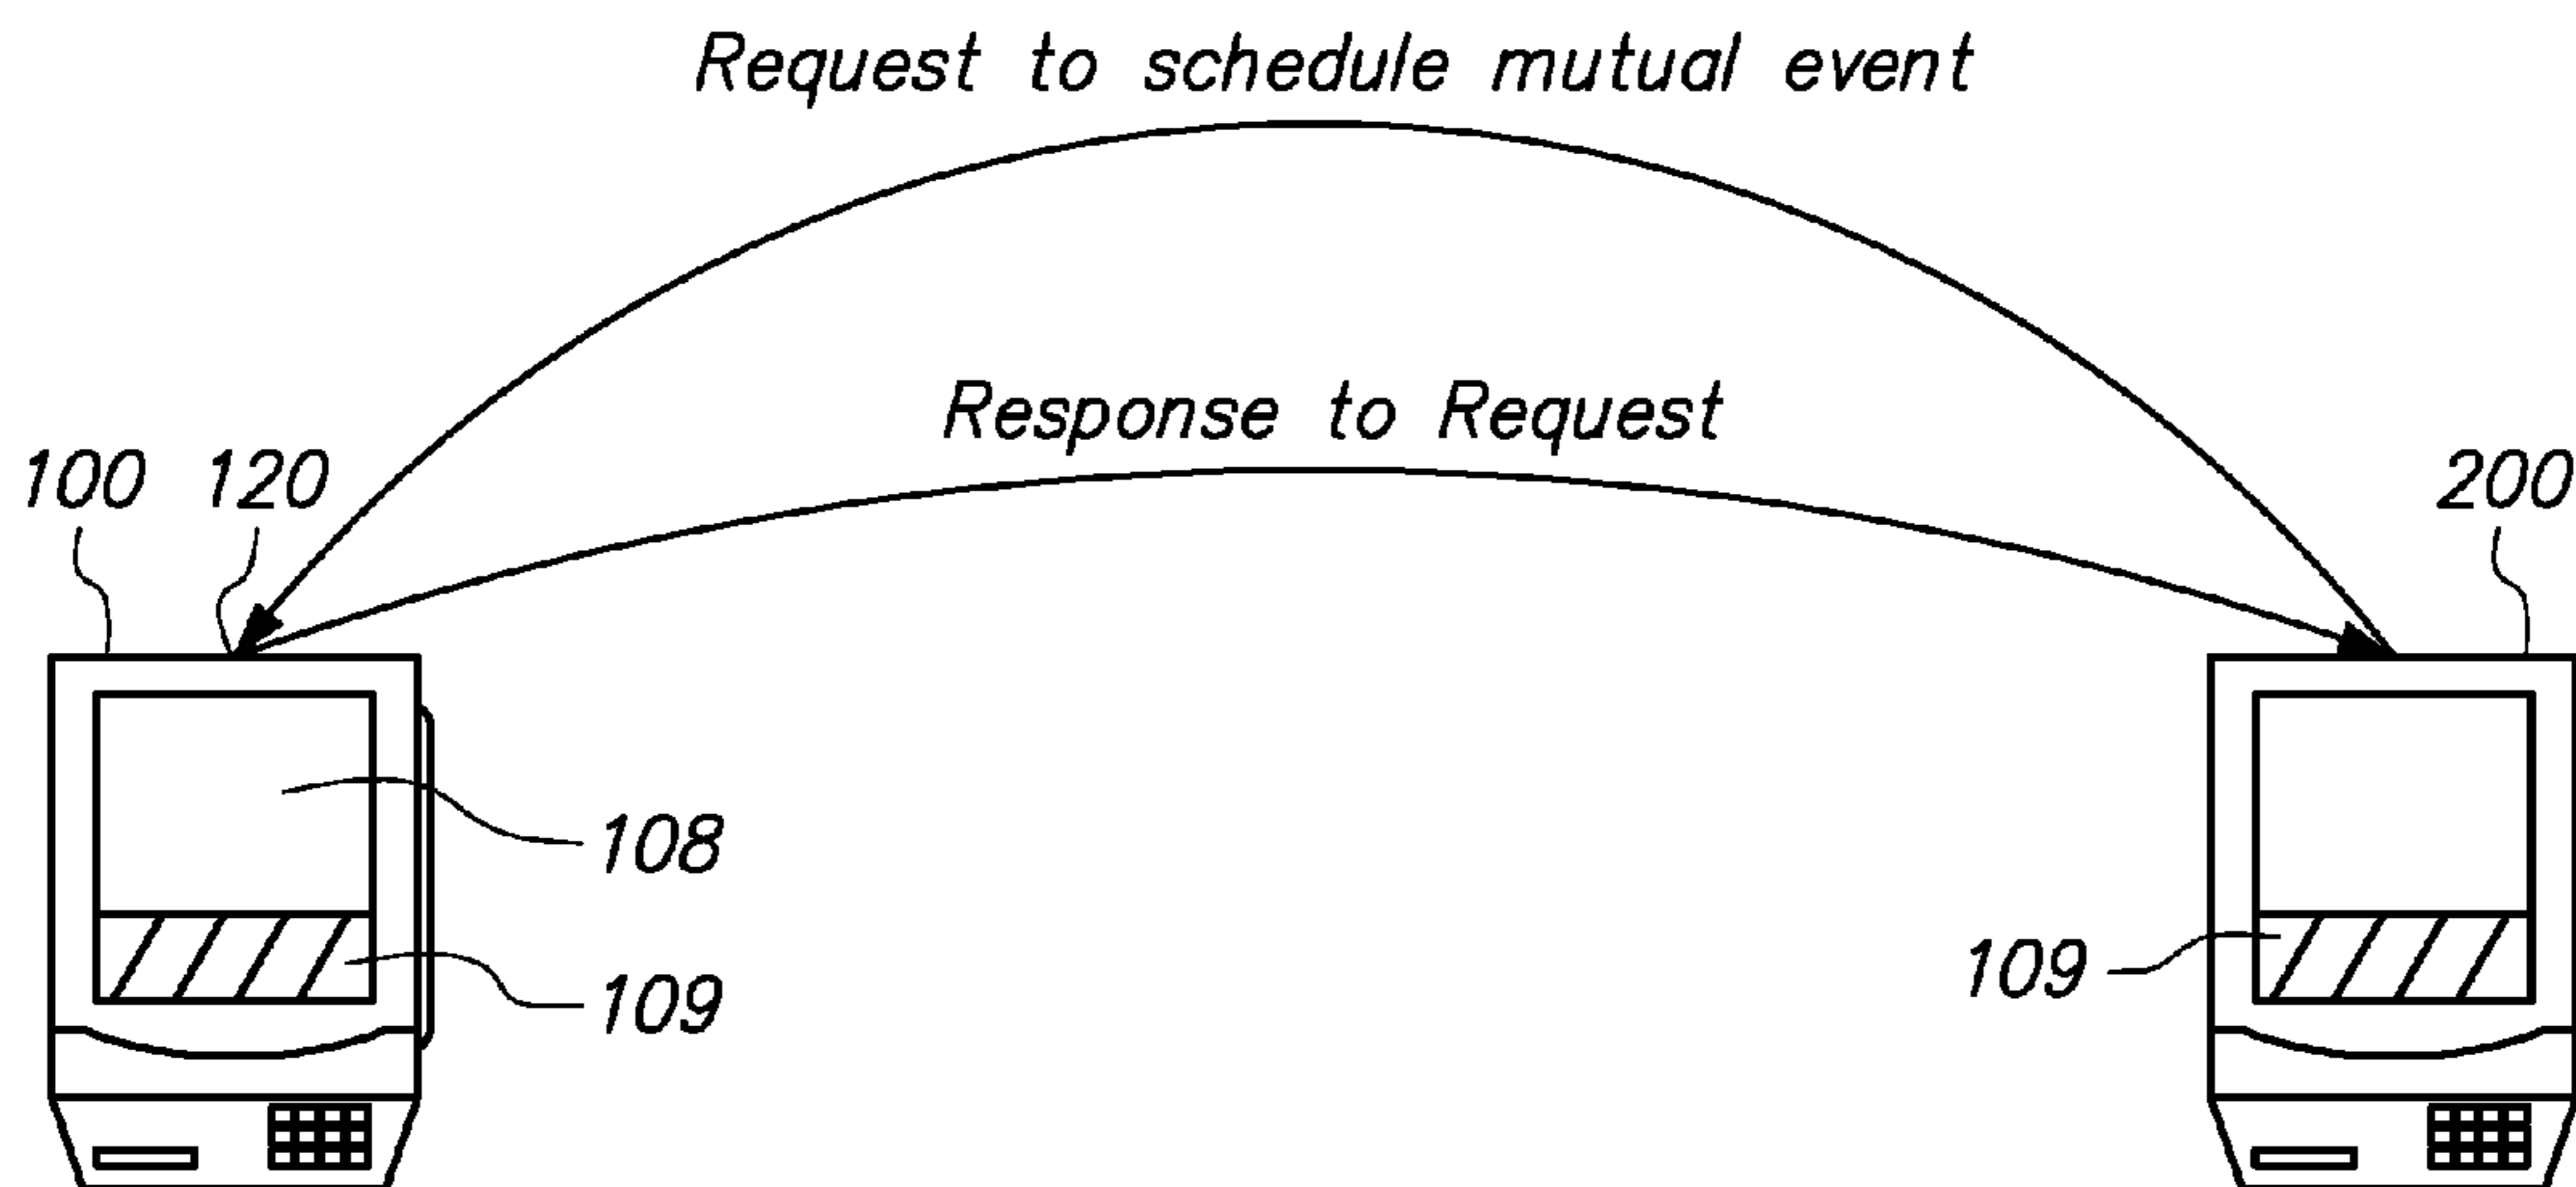 Request to schedule mutual event
Response to Request
100 120 200
108
109 109